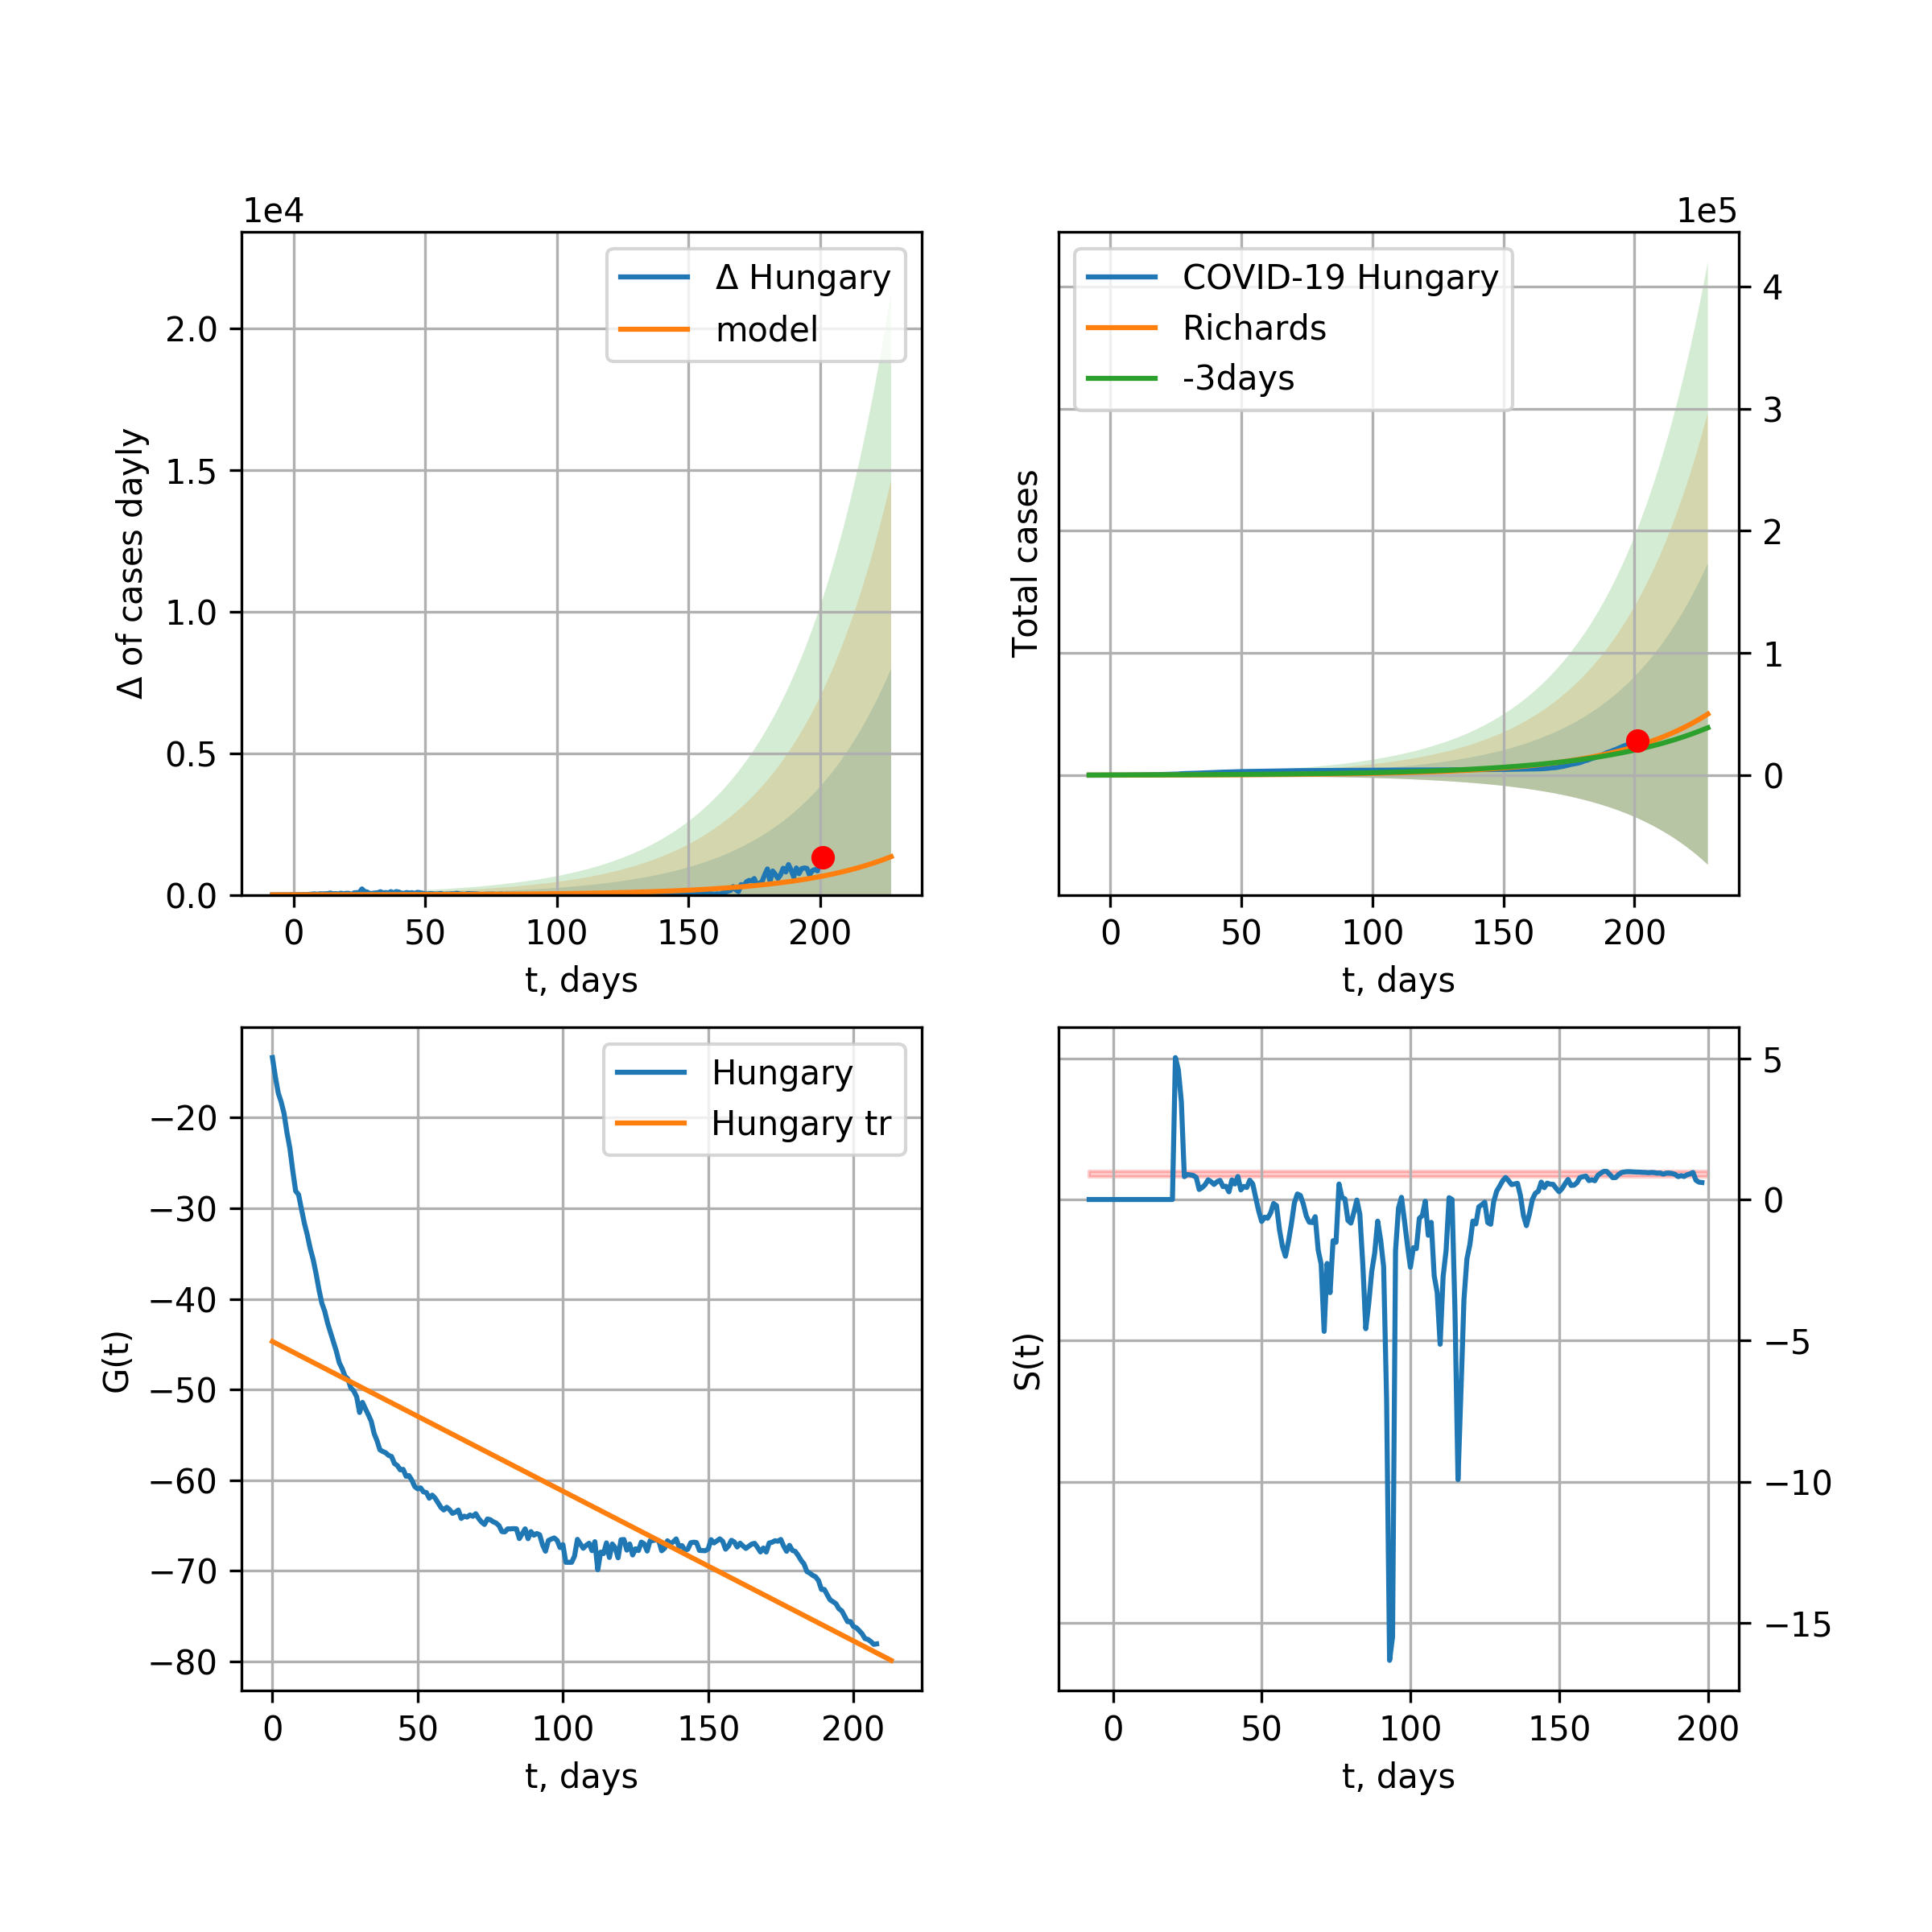 1e4
Δ of cases dayly
2.0
1.5
1.0
0.5
0.0
Δ Hungary
model
0 50 100 150 200
t, days
1e5
Total cases
COVID-19 Hungary
Richards
-3days
4
3
2
1
0
0 50 100 150 200
t, days
G(t)
−20
−30
−40
−50
−60
−70
−80
Hungary
Hungary tr
0 50 100 150 200
t, days
S(t)
5
0
−5
−10
−15
0 50 100 150 200
t, days